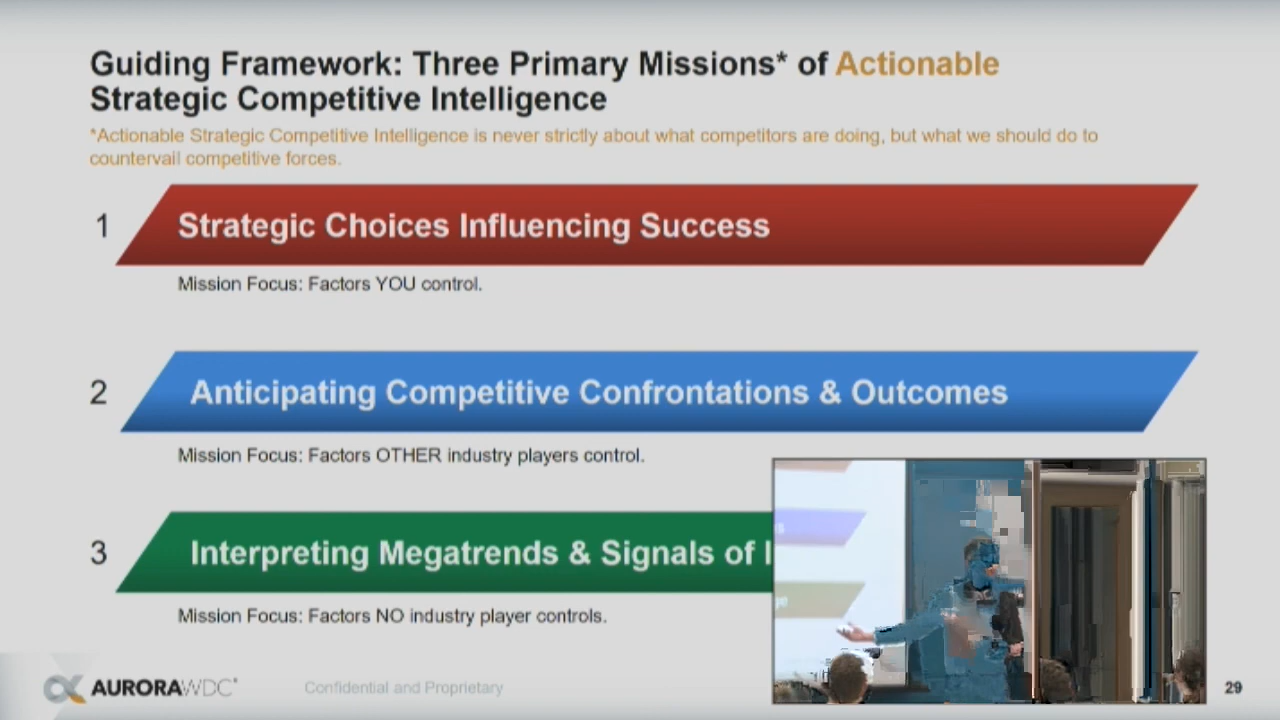 Guiding Framework: Three Primary Missions* of Actionable
Strategic Competitive Intelligence
*Actionable Strategic Competitive Intelligence is never strictly about what competitors are doing, but what we should do to
countervail competitive forces.
1
Strategic Choices Influencing Success
Mission Focus: Factors YOU control.
2
Anticipating Competitive Confrontations & Outcomes
Mission Focus: Factors OTHER industry players control.
3
Interpreting Megatrends & Signals of
Mission Focus: Factors NO industry player controls.
AURORAWDC
Confidential and Proprietary
29